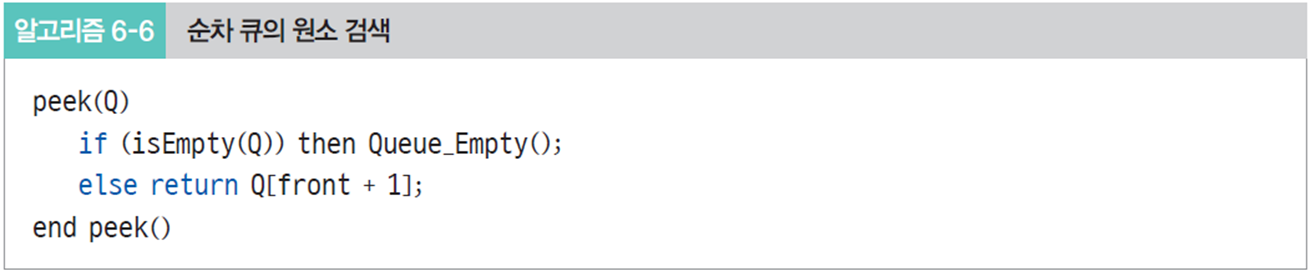 알고리즘 6-6 순차 큐의 원소 검색
peek(Q)
if (isEmpty(Q)) then Queue_Empty();
else return Q[front + 1];
end peek()